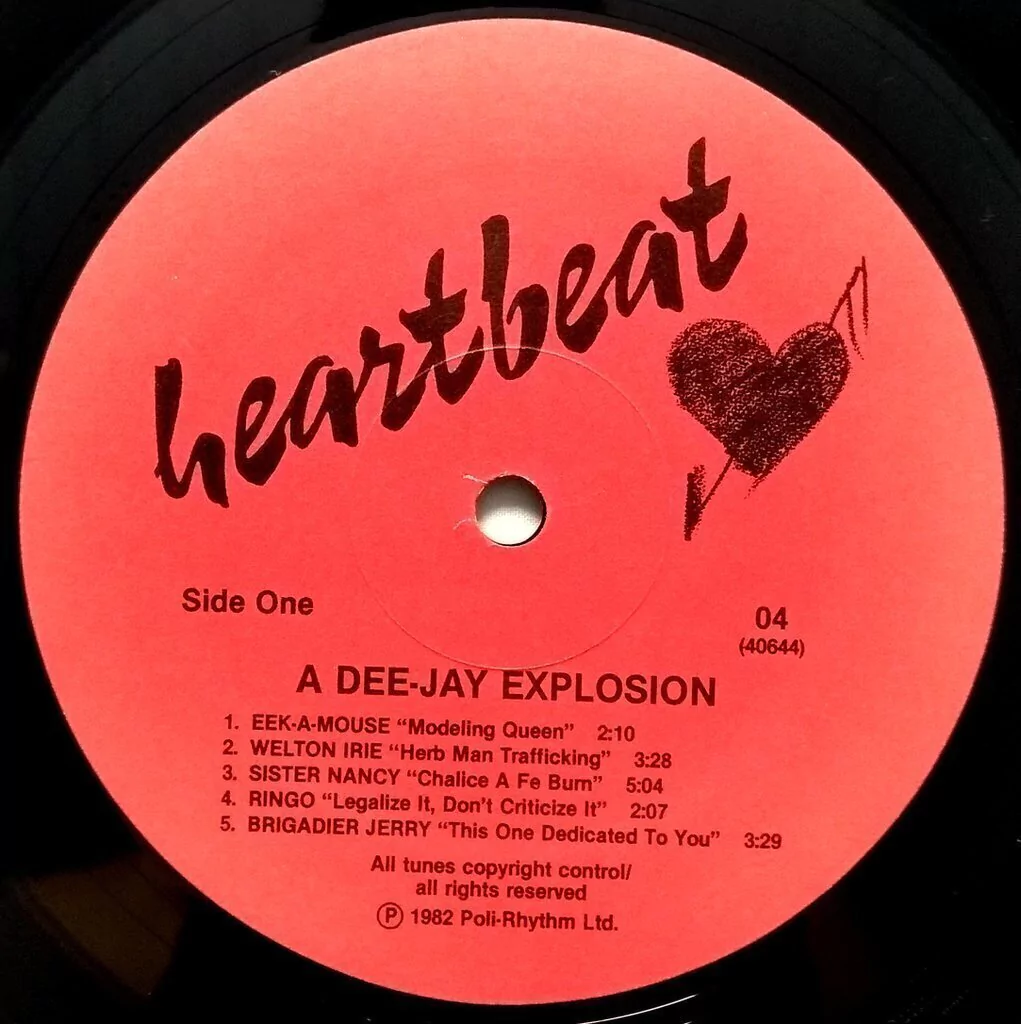 heartbeat
Side One
04
(40644)
A DEE-JAY EXPLOSION
1. EEK-A-MOUSE “Modeling Queen” 2:10
2. WELTON IRIE “Herb Man Trafficking” 3:28
3. SISTER NANCY “Chalice A Fe Burn” 5:04
4. RINGO “Legalize It, Don’t Criticize It” 2:07
5. BRIGADIER JERRY “This One Dedicated To You” 3:29
All tunes copyright control/
all rights reserved
Ⓟ 1982 Poli-Rhythm Ltd.